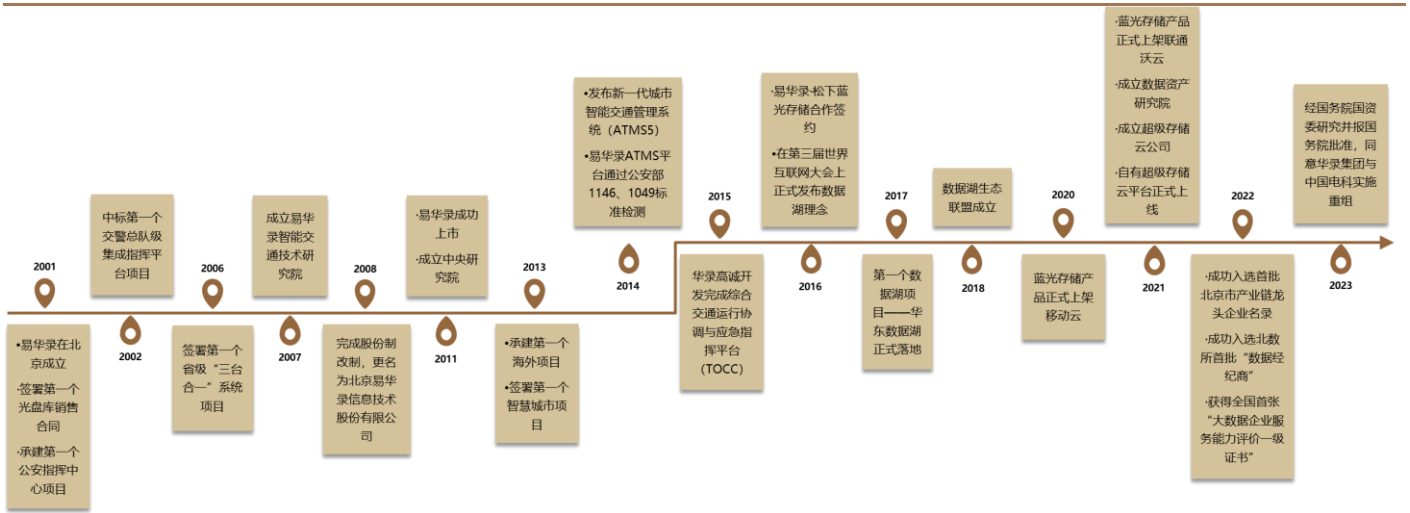 2001
•易华录在北
京成立
·签署第一个
光盘库销售
合同
·承建第一个
公安指挥中
心项目
中标第一个
交警总队级
集成指挥平
台项目
2002
2006
签署第一个
省级“三台
合一”系统
项目
成立易华
录智能交
通技术研
究院
2007
2008
完成股份制
改制，更名
为北京易华
录信息技术
股份有限公
司
·易华录成功
上市
·成立中央研
究院
2011
2013
•承建第一个
海外项目
•签署第一个
智慧城市项
目
•发布新一代城市
智能交通管理系
统（ATMS5）
•易华录ATMS平
台通过公安部
1146、1049标
准检测
2014
2015
华录高诚开
发完成综合
交通运行协
调与应急指
挥平台
（TOCC）
·易华录·松下蓝
光存储合作签
约
•在第三届世界
互联网大会上
正式发布数据
湖理念
2016
2017
第一个数
据湖项
目——华
东数据湖
正式落地
数据湖生态
联盟成立
2018
2020
蓝光存储产
品正式上架
移动云
·蓝光存储产品
正式上架联通
沃云
·成立数据资产
研究院
·成立超级存储
云公司
·自有超级存储
云平台正式上
线
2021
2022
·成功入选首批
北京市产业链龙
头企业名录
·成功入选北数
所首批“数据经
纪商”
·获得全国首张
“大数据企业服
务能力评价一级
证书”
经国务院国资
委研究并报国
务院批准，同
意华录集团与
中国电科实施
重组
2023